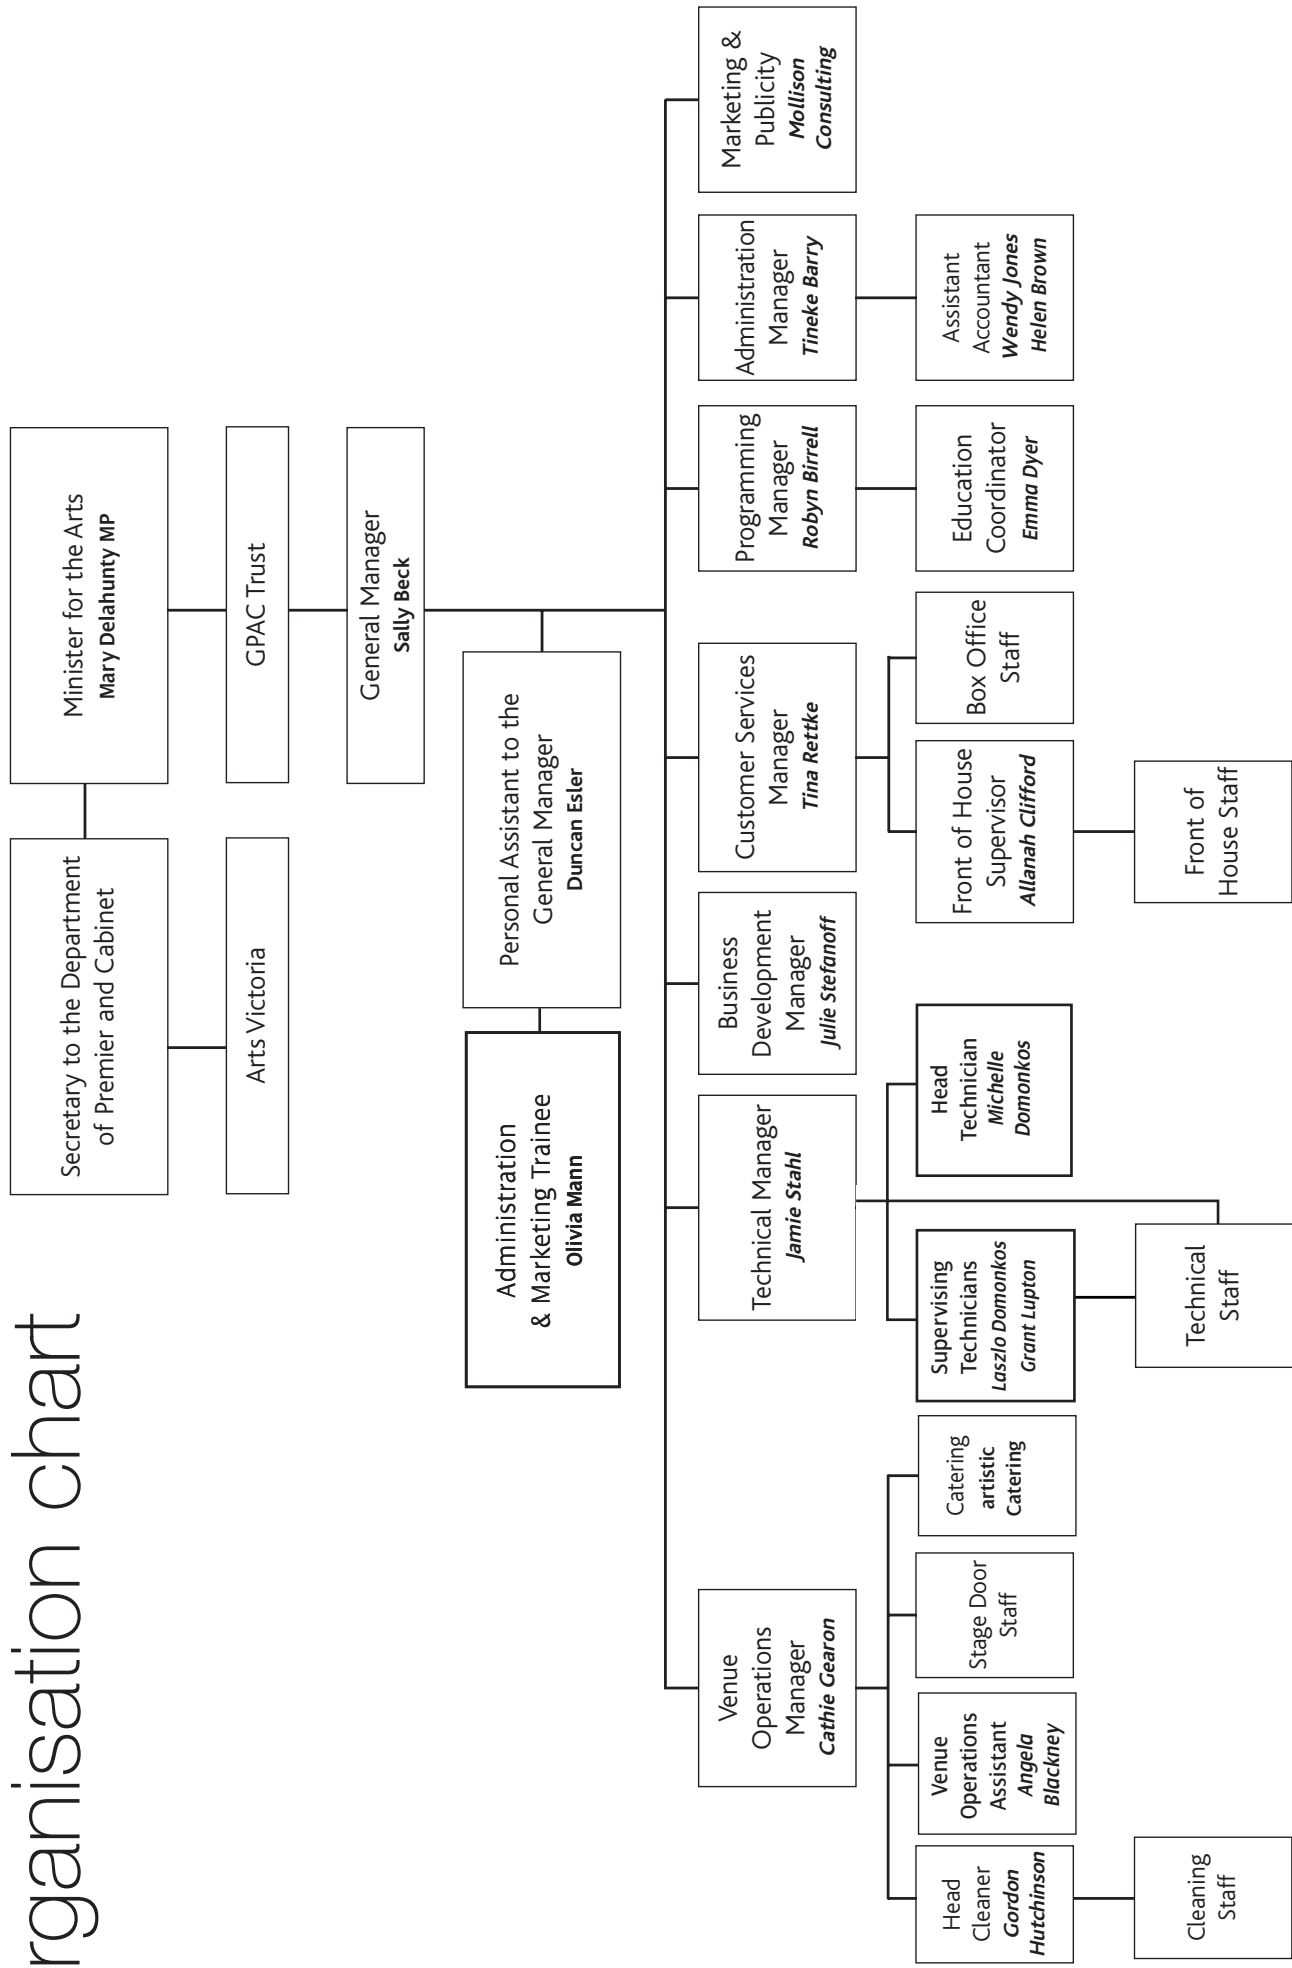 rganisation chart
Secretary to the Department
of Premier and Cabinet
Minister for the Arts
Mary Delahunty MP
Arts Victoria
GPAC Trust
General Manager
Sally Beck
Administration
& Marketing Trainee
Olivia Mann
Personal Assistant to the
General Manager
Duncan Esler
Venue
Operations
Manager
Cathie Gearon
Technical Manager
Jamie Stahl
Business
Development
Manager
Julie Stefanoff
Customer Services
Manager
Tina Rettke
Programming
Manager
Robyn Birrell
Administration
Manager
Tineke Barry
Marketing &
Publicity
Mollison
Consulting
Head
Cleaner
Gordon
Hutchinson
Venue
Operations
Assistant
Angela
Blackney
Stage Door
Staff
Catering
artistic
Catering
Supervising
Technicians
Laszlo Domonkos
Grant Lupton
Head
Technician
Michelle
Domonkos
Front of House
Supervisor
Allanah Clifford
Box Office
Staff
Education
Coordinator
Emma Dyer
Assistant
Accountant
Wendy Jones
Helen Brown
Cleaning
Staff
Technical
Staff
Front of
House Staff